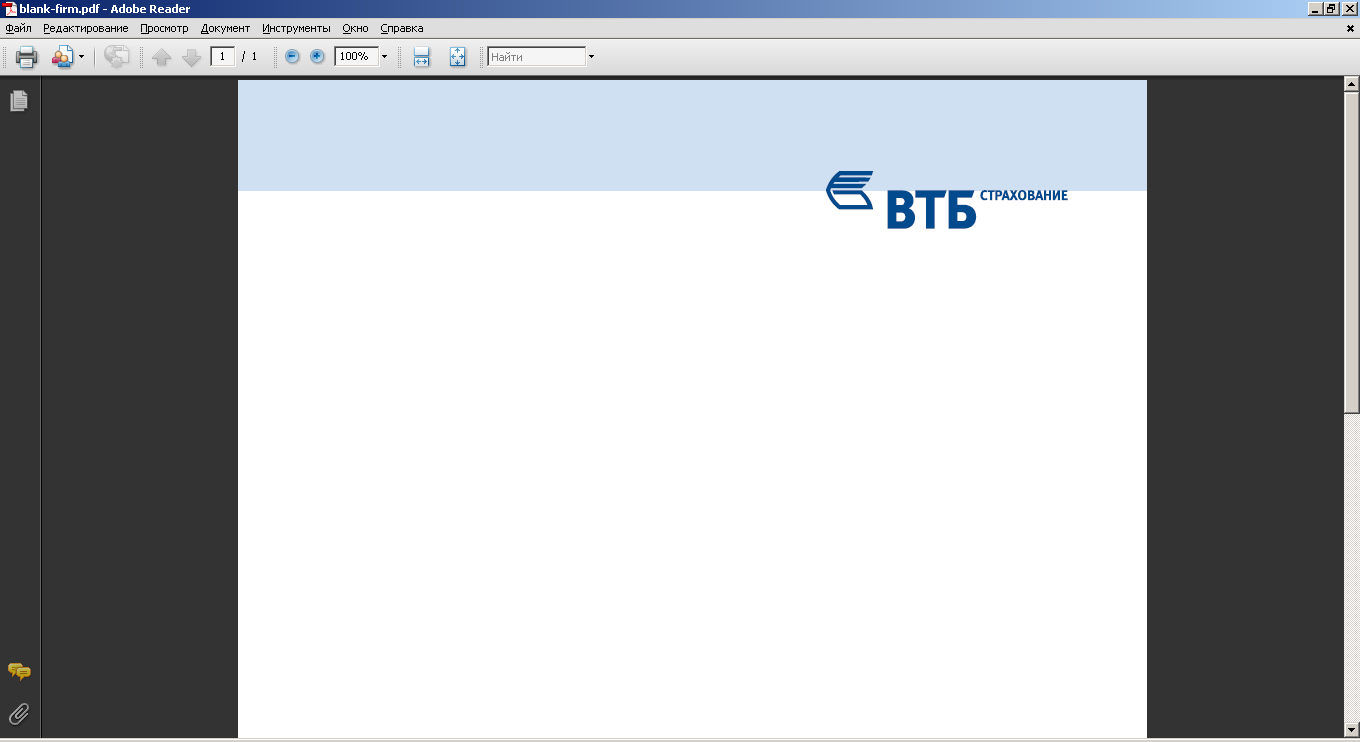 blank-firm.pdf - Adobe Reader
Файл Редактирование Просмотр Документ Инструменты Окно Справка
1 / 1 100% Найти
ВТБ СТРАХОВАНИЕ